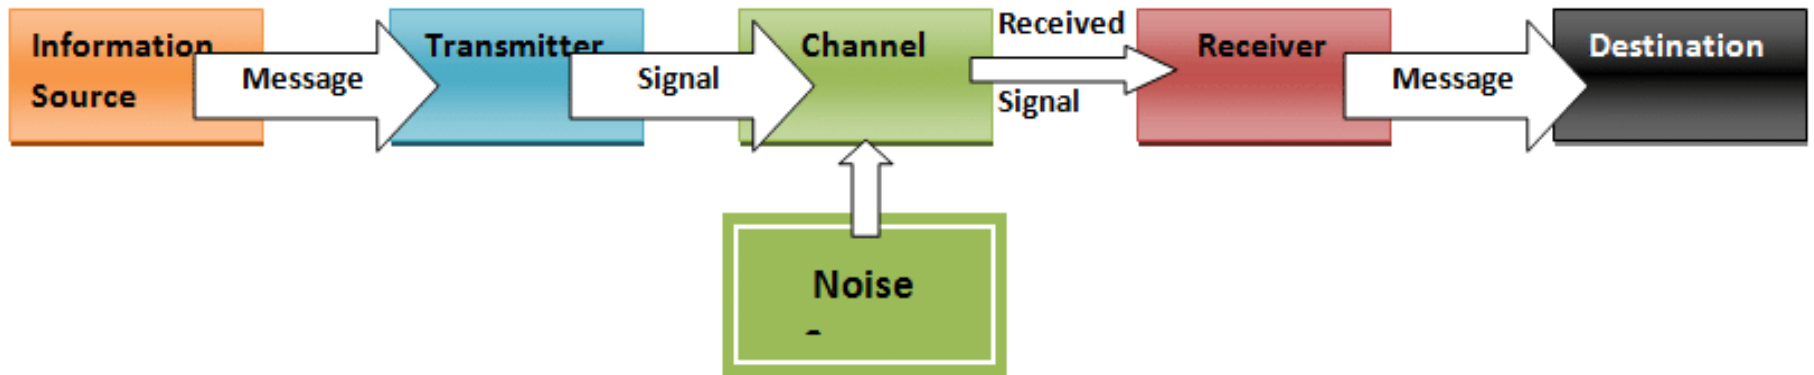 Information
Source
Message
Transmitter
Signal
Channel
Received
Signal
Receiver
Message
Destination
Noise